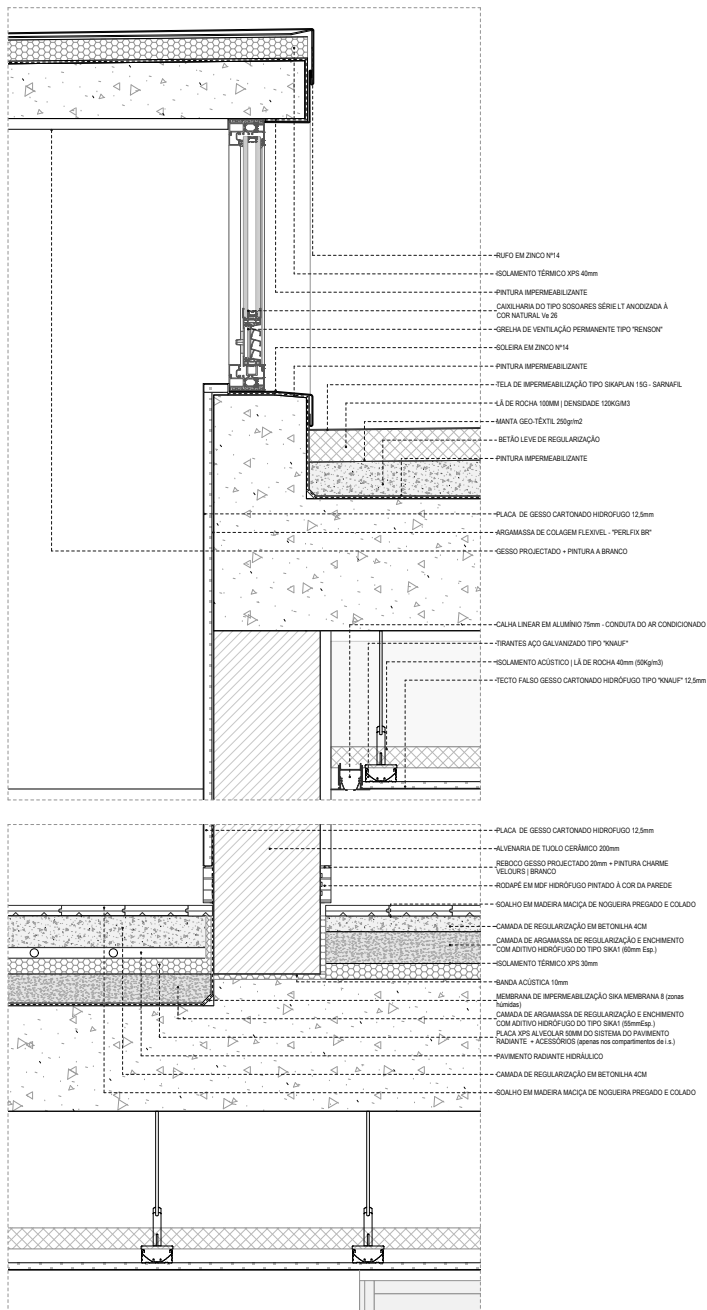 RUFO EM ZINCO Nº14
ISOLAMENTO TÉRMICO XPS 40mm
PINTURA IMPERMEABILIZANTE
CAIXILHARIA DO TIPO SOSOARES SÉRIE LT ANODIZADA À
COR NATURAL Ve 26
GRELHA DE VENTILAÇÃO PERMANENTE TIPO "RENSON"
SOLEIRA EM ZINCO Nº14
PINTURA IMPERMEABILIZANTE
TELA DE IMPERMEABILIZAÇÃO TIPO SIKAPLAN 15G - SARNAFIL
LÃ DE ROCHA 100MM | DENSIDADE 120KG/M3
MANTA GEO-TÊXTIL 250gr/m2
BETÃO LEVE DE REGULARIZAÇÃO
PINTURA IMPERMEABILIZANTE
PLACA DE GESSO CARTONADO HIDROFUGO 12,5mm
ARGAMASSA DE COLAGEM FLEXIVEL - "PERLFIX BR"
GESSO PROJECTADO + PINTURA A BRANCO
CALHA LINEAR EM ALUMÍNIO 75mm - CONDUTA DO AR CONDICIONADO
TIRANTES AÇO GALVANIZADO TIPO "KNAUF"
ISOLAMENTO ACÚSTICO | LÃ DE ROCHA 40mm (50Kg/m3)
TECTO FALSO GESSO CARTONADO HIDRÓFUGO TIPO "KNAUF" 12,5mm
PLACA DE GESSO CARTONADO HIDROFUGO 12,5mm
ALVENARIA DE TIJOLO CERÂMICO 200mm
REBOCO GESSO PROJECTADO 20mm + PINTURA CHARME
VELOURS | BRANCO
RODAPÉ EM MDF HIDRÓFUGO PINTADO À COR DA PAREDE
SOALHO EM MADEIRA MACIÇA DE NOGUEIRA PREGADO E COLADO
CAMADA DE REGULARIZAÇÃO EM BETONILHA 4CM
CAMADA DE ARGAMASSA DE REGULARIZAÇÃO E ENCHIMENTO
COM ADITIVO HIDRÓFUGO DO TIPO SIKA1 (60mm Esp.)
ISOLAMENTO TÉRMICO XPS 30mm
BANDA ACÚSTICA 10mm
MEMBRANA DE IMPERMEABILIZAÇÃO SIKA MEMBRANA 8 (zonas
húmidas)
CAMADA DE ARGAMASSA DE REGULARIZAÇÃO E ENCHIMENTO
COM ADITIVO HIDRÓFUGO DO TIPO SIKA1 (55mmEsp.)
PLACA XPS ALVEOLAR 50MM DO SISTEMA DO PAVIMENTO
RADIANTE + ACESSÓRIOS (apenas nos compartimentos de i.s.)
PAVIMENTO RADIANTE HIDRÁULICO
CAMADA DE REGULARIZAÇÃO EM BETONILHA 4CM
SOALHO EM MADEIRA MACIÇA DE NOGUEIRA PREGADO E COLADO